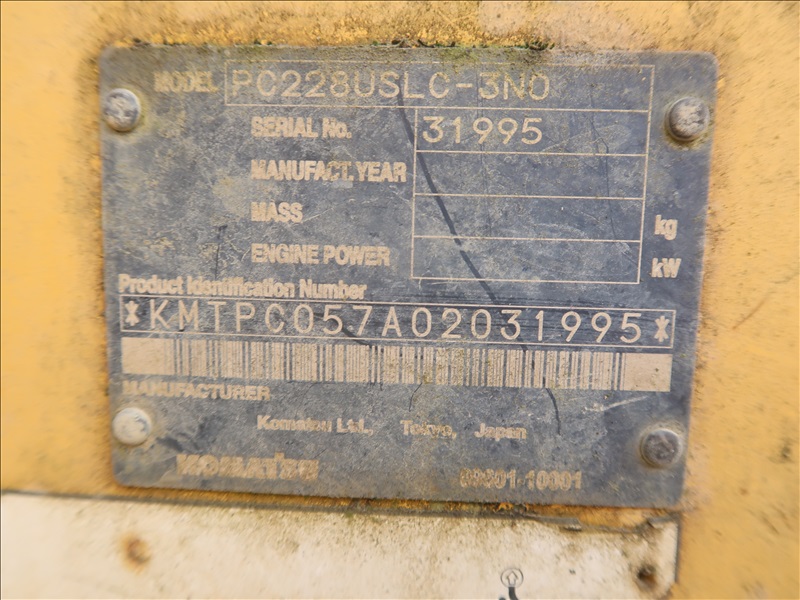 MODEL PC228USLC-3N0
SERIAL No. 31995
MANUFACT. YEAR
MASS kg
ENGINE POWER kW
Product Identification Number
*KMTPC057A02031995*
MANUFACTURER
Komatsu Ltd., Tokyo, Japan
KOMATSU